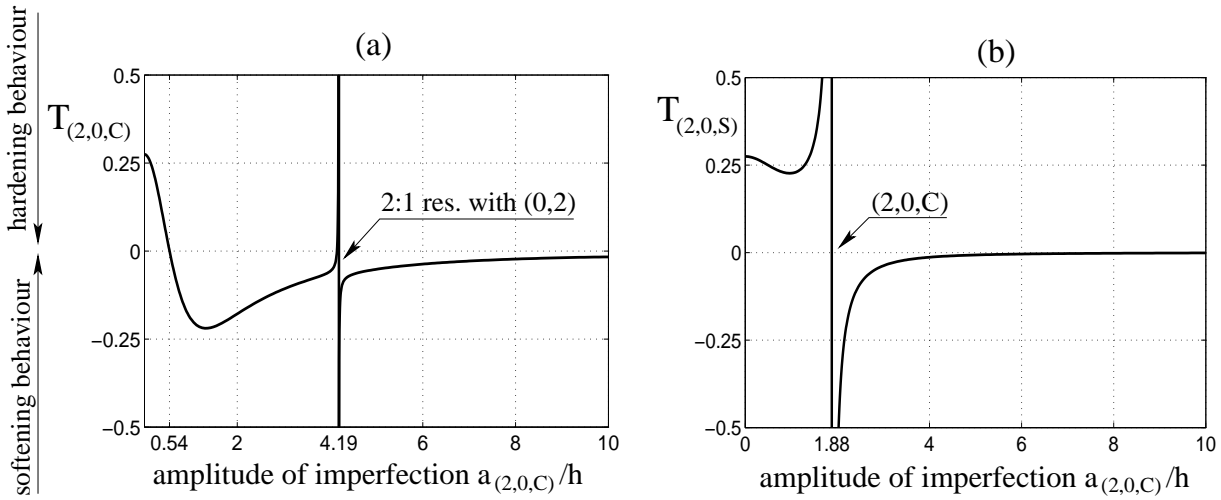 hardening behaviour
softening behaviour
(a)
T(2,0,C)
0.5
0.25
0
−0.25
−0.5
2:1 res. with (0,2)
0.54 2 4.19 6 8 10
amplitude of imperfection a(2,0,C)/h
(b)
T(2,0,S)
0.5
0.25
0
−0.25
−0.5
(2,0,C)
0 1.88 4 6 8 10
amplitude of imperfection a(2,0,C)/h